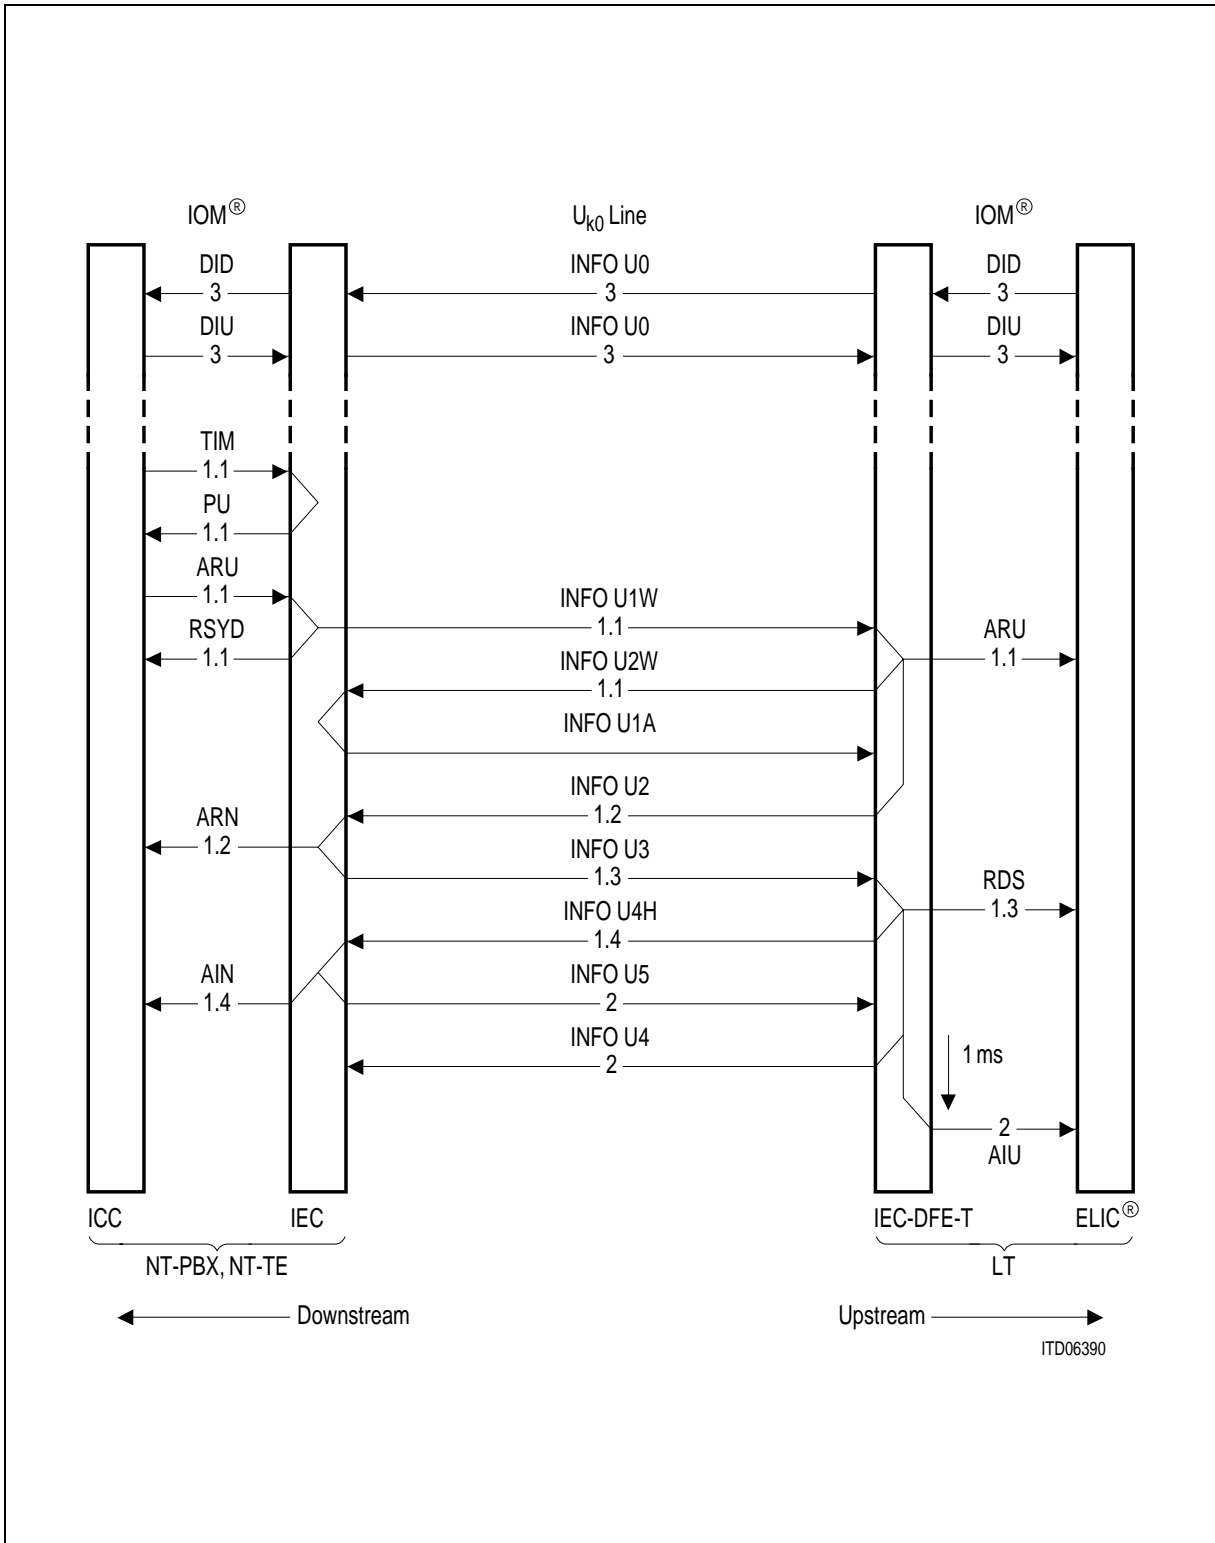 IOM® Uk0 Line IOM®
DID INFO U0 DID
3 3 3
DIU INFO U0 DIU
3 3 3
TIM
1.1
PU
1.1
ARU
1.1 INFO U1W
1.1
RSYD ARU
1.1 1.1
INFO U2W
1.1
INFO U1A
INFO U2
1.2
ARN
1.2
INFO U3
1.3
RDS
1.3
INFO U4H
1.4
AIN INFO U5
1.4 2
INFO U4
2
1 ms
2
AIU
ICC IEC IEC-DFE-T ELIC®
NT-PBX, NT-TE LT
Downstream Upstream
ITD06390